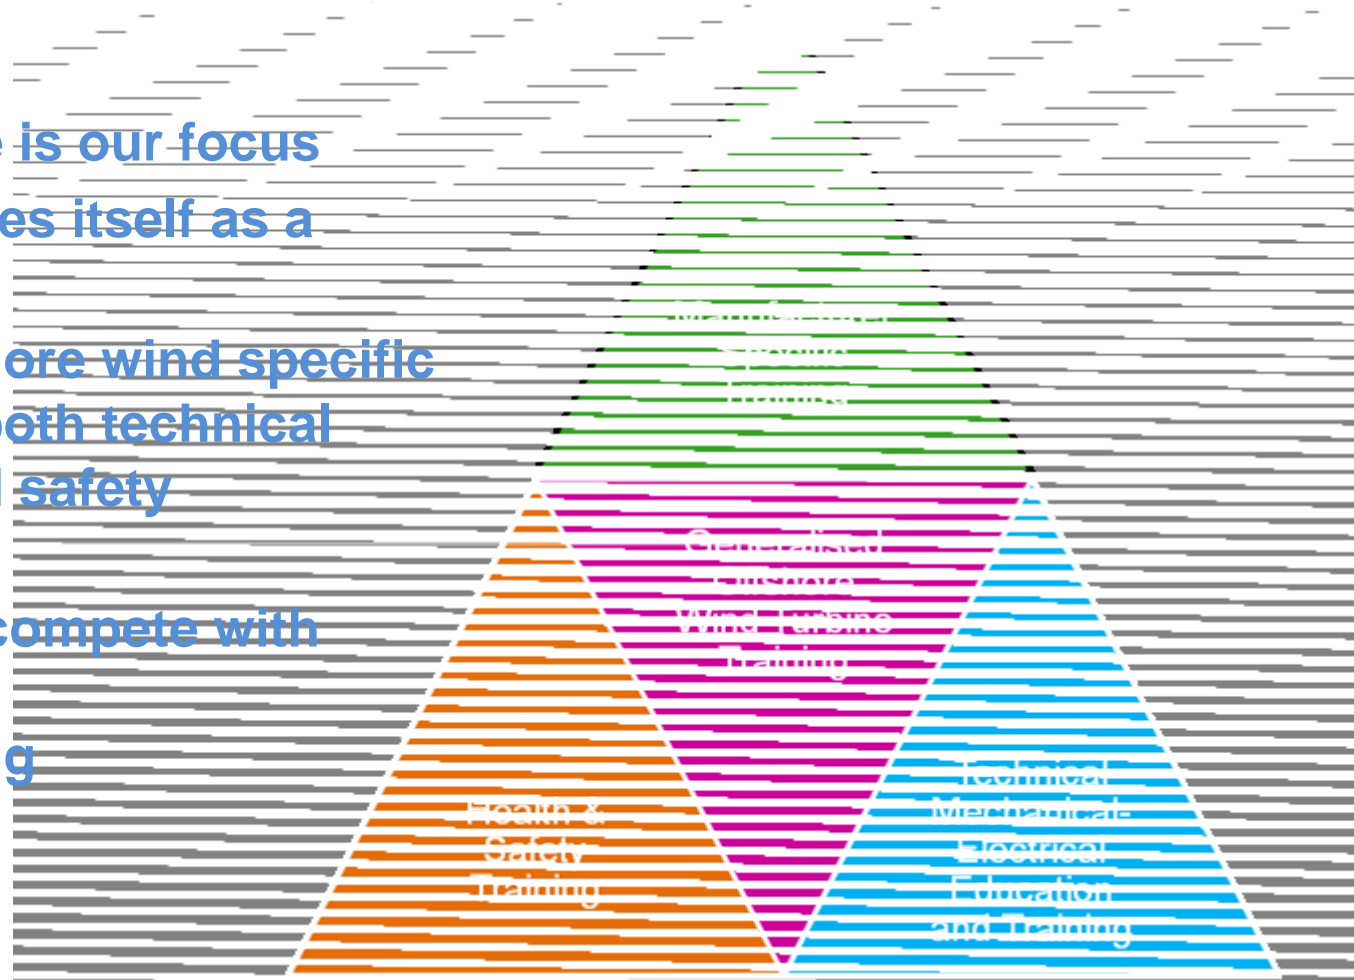 is our focus
es itself as a
ore wind specific
both technical
safety
compete with
g
Manufacturer
Specific
Training
Generalised
Offshore
Wind Turbine
Training
Health &
Safety
Training
Technical
Mechanical-
Electrical
Education
and Training